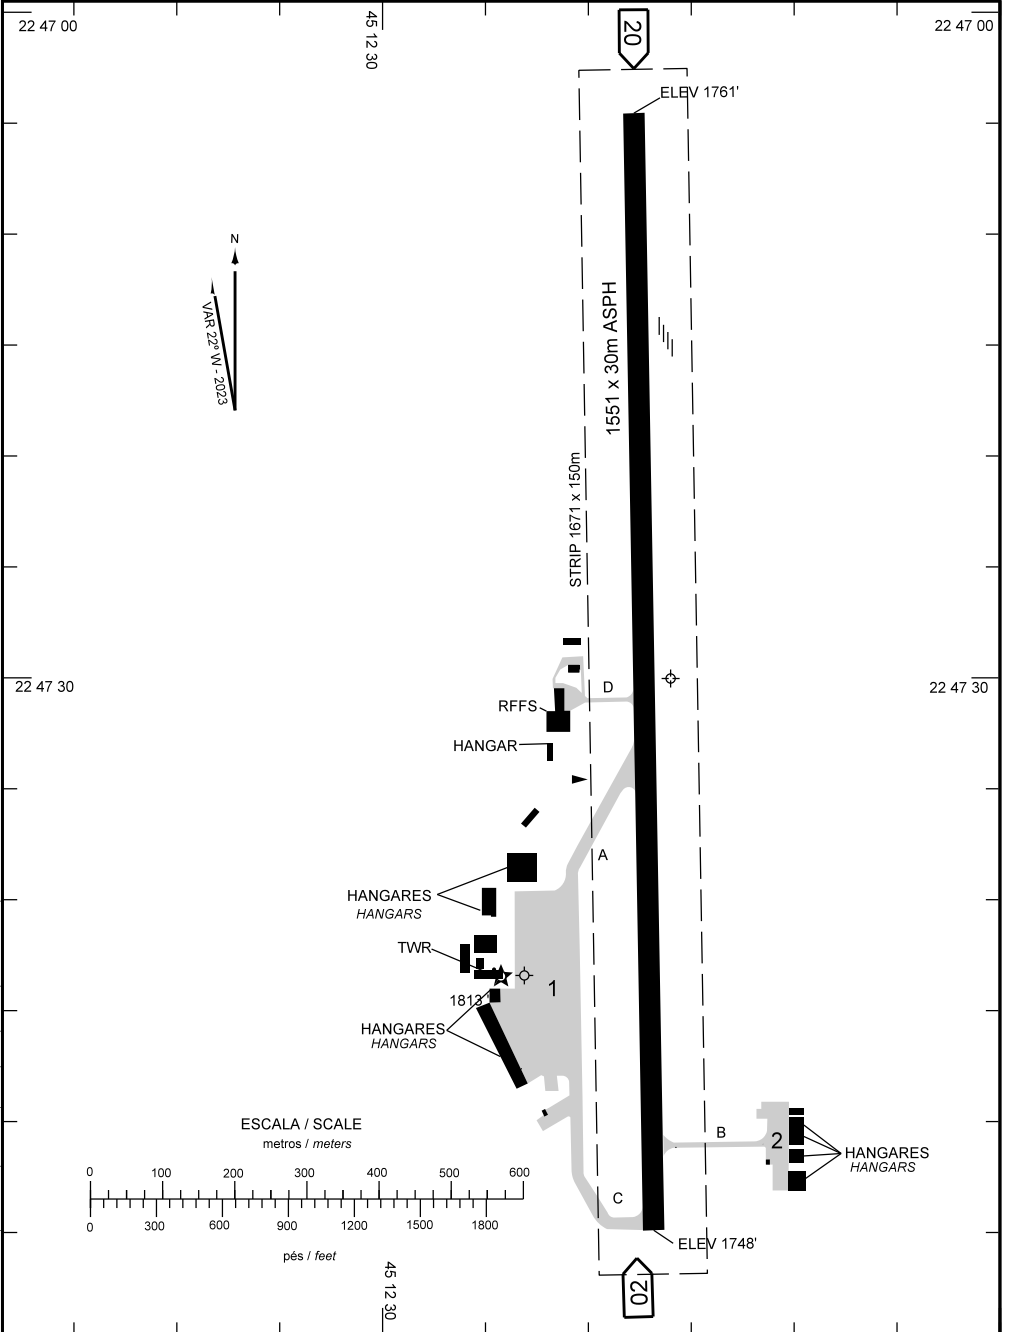 22 47 00
45 12 30
20
22 47 00
ELEV 1761'
N
VAR 22º W - 2023
1551 x 30m ASPH
STRIP 1671 x 150m
22 47 30
D
22 47 30
RFFS
HANGAR
A
HANGARES
HANGARS
TWR
1
1813 '
HANGARES
HANGARS
ESCALA / SCALE
metros / meters
0 100 200 300 400 500 600
0 300 600 900 1200 1500 1800
pés / feet
B
2
HANGARES
HANGARS
C
ELEV 1748'
45 12 30
02